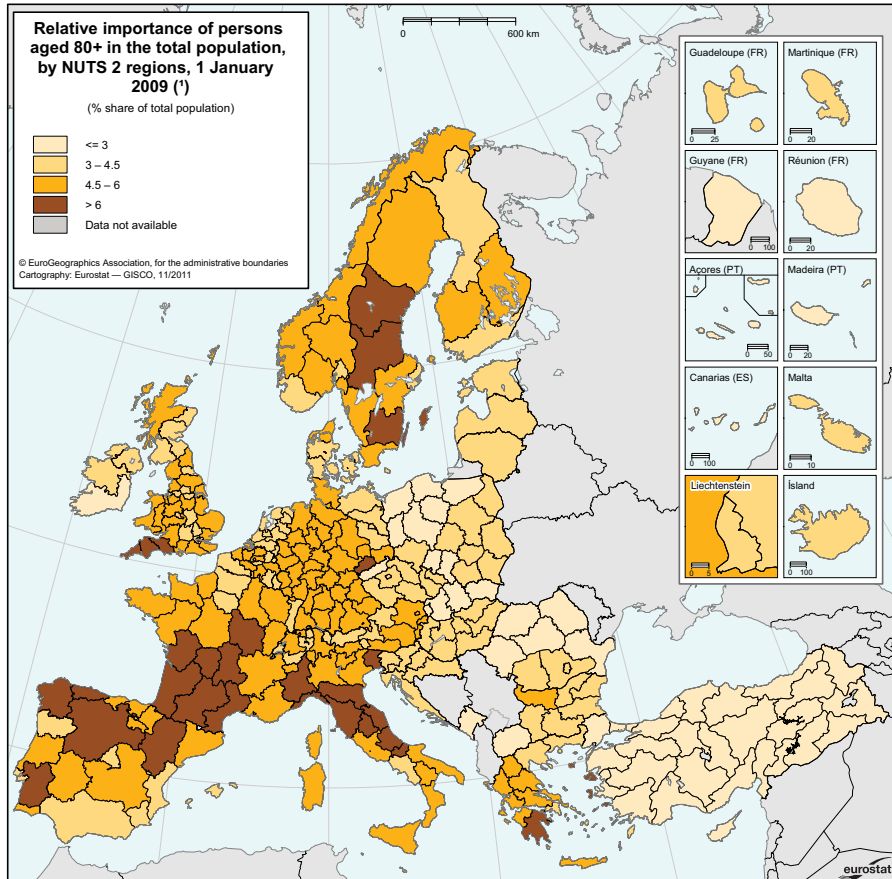 Relative importance of persons
aged 80+ in the total population,
by NUTS 2 regions, 1 January
2009 (¹)
(% share of total population)
<= 3
3 – 4.5
4.5 – 6
> 6
Data not available
© EuroGeographics Association, for the administrative boundaries
Cartography: Eurostat — GISCO, 11/2011
0 600 km
Guadeloupe (FR)
0 25
Martinique (FR)
0 20
Guyane (FR)
0 100
Réunion (FR)
0 20
Açores (PT)
0 50
Madeira (PT)
0 20
Canarias (ES)
0 100
Malta
0 10
Liechtenstein
0 5
Ísland
0 100
eurostat